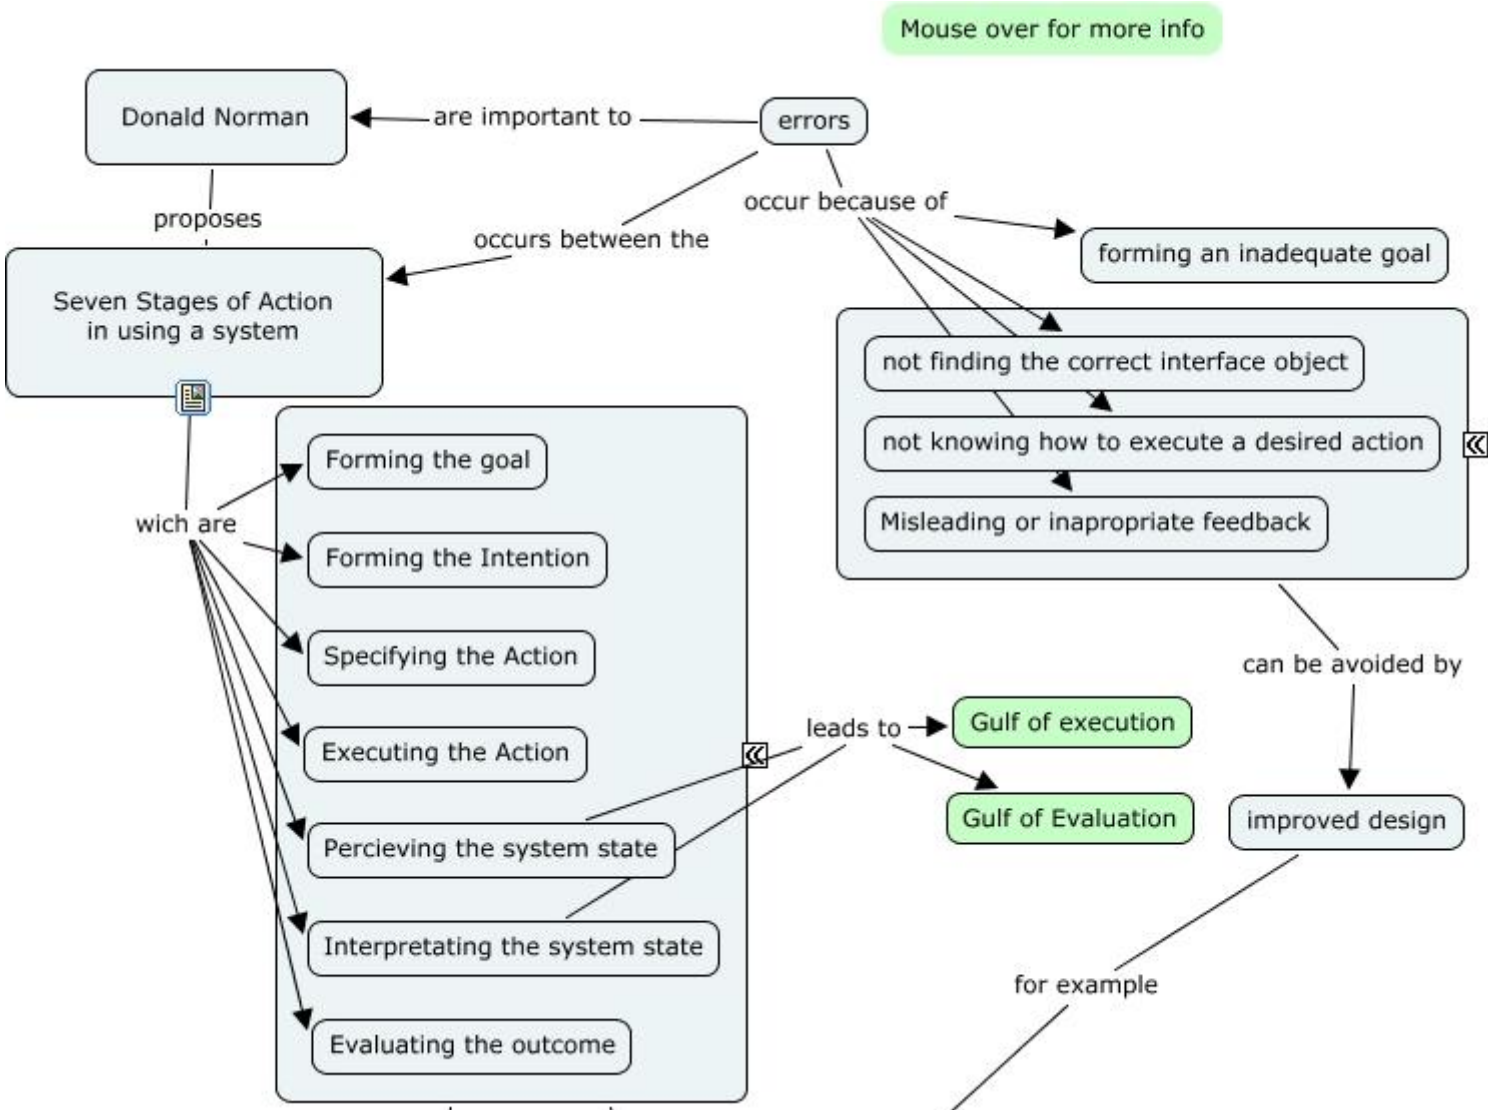 Mouse over for more info
Donald Norman
are important to
errors
proposes
occurs between the
occur because of
forming an inadequate goal
Seven Stages of Action
in using a system
not finding the correct interface object
not knowing how to execute a desired action
Misleading or inapropriate feedback
wich are
Forming the goal
Forming the Intention
Specifying the Action
Executing the Action
Percieving the system state
Interpretating the system state
Evaluating the outcome
leads to
Gulf of execution
Gulf of Evaluation
can be avoided by
improved design
for example